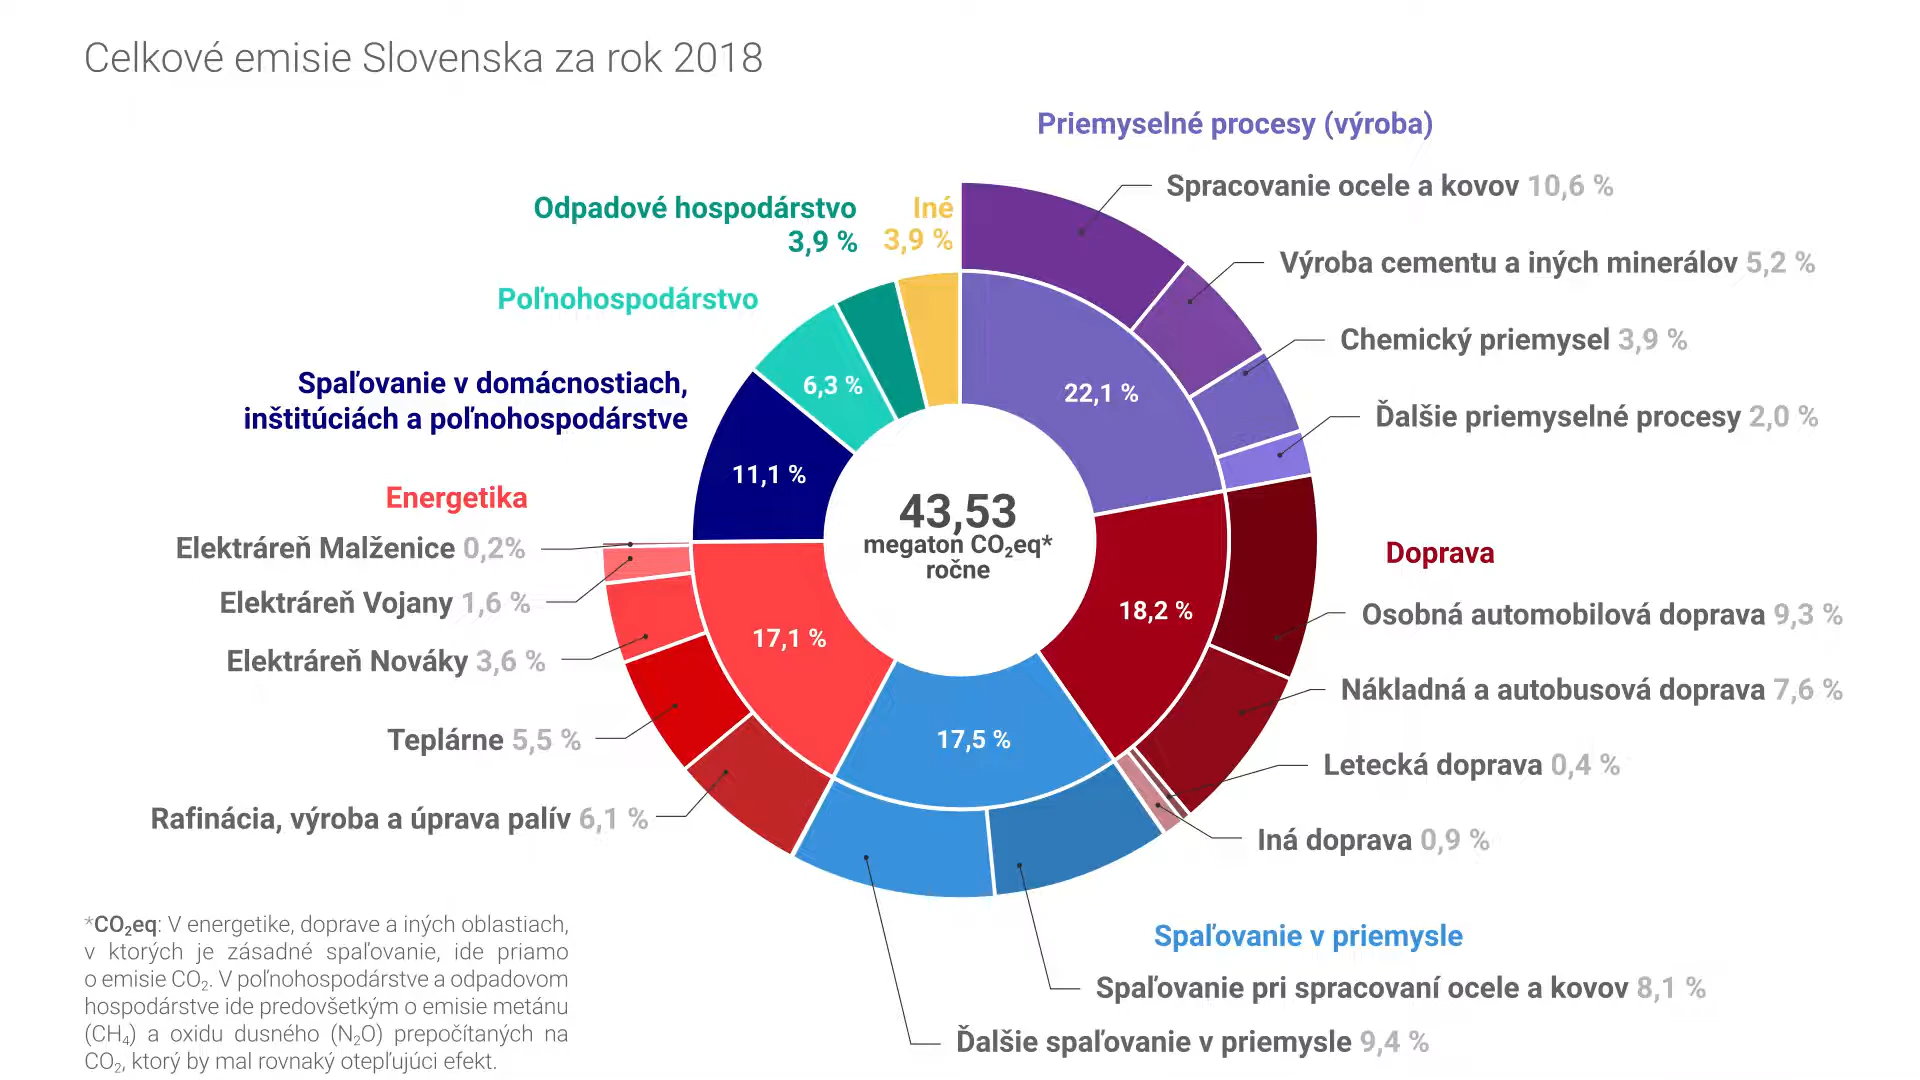 Celkové emisie Slovenska za rok 2018
Priemyselné procesy (výroba)
Spracovanie ocele a kovov 10,6 %
Výroba cementu a iných minerálov 5,2 %
Chemický priemysel 3,9 %
Ďalšie priemyselné procesy 2,0 %
22,1 %
Doprava
Osobná automobilová doprava 9,3 %
Nákladná a autobusová doprava 7,6 %
Letecká doprava 0,4 %
Iná doprava 0,9 %
18,2 %
Spaľovanie v priemysle
Spaľovanie pri spracovaní ocele a kovov 8,1 %
Ďalšie spaľovanie v priemysle 9,4 %
17,5 %
Energetika
Elektráreň Malženice 0,2%
Elektráreň Vojany 1,6 %
Elektráreň Nováky 3,6 %
Teplárne 5,5 %
Rafinácia, výroba a úprava palív 6,1 %
17,1 %
Spaľovanie v domácnostiach,
inštitúciách a poľnohospodárstve
11,1 %
Poľnohospodárstvo
6,3 %
Odpadové hospodárstvo
3,9 %
Iné
3,9 %
43,53
megaton CO₂eq*
ročne
*CO₂eq: V energetike, doprave a iných oblastiach,
v ktorých je zásadné spaľovanie, ide priamo
o emisie CO₂. V poľnohospodárstve a odpadovom
hospodárstve ide predovšetkým o emisie metánu
(CH₄) a oxidu dusného (N₂O) prepočítaných na
CO₂, ktorý by mal rovnaký otepľujúci efekt.